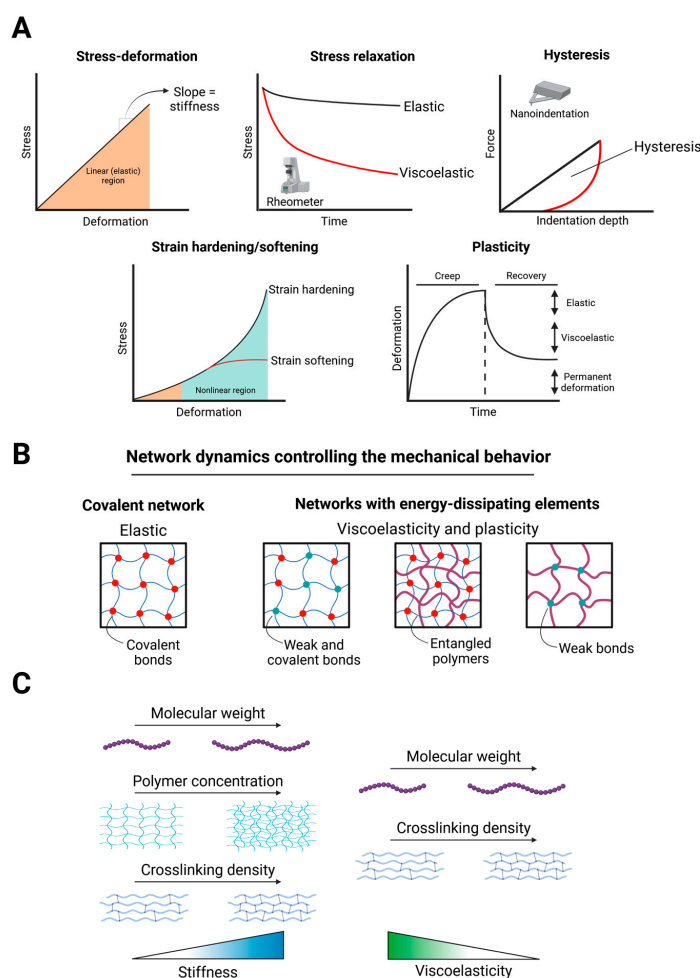 A
Stress-deformation
Stress
Slope =
stiffness
Linear (elastic)
region
Deformation
Stress relaxation
Stress
Elastic
Viscoelastic
Rheometer
Time
Hysteresis
Force
Nanoindentation
Hysteresis
Indentation depth
Strain hardening/softening
Stress
Strain hardening
Strain softening
Nonlinear region
Deformation
Plasticity
Deformation
Creep
Recovery
Elastic
Viscoelastic
Permanent
deformation
Time
B
Network dynamics controlling the mechanical behavior
Covalent network
Elastic
Covalent
bonds
Networks with energy-dissipating elements
Viscoelasticity and plasticity
Weak and
covalent bonds
Entangled
polymers
Weak bonds
C
Molecular weight
Polymer concentration
Crosslinking density
Stiffness
Molecular weight
Crosslinking density
Viscoelasticity